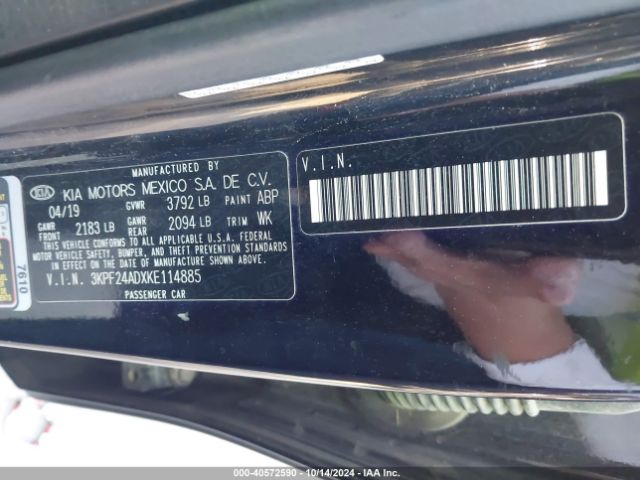 MANUFACTURED BY
KIA KIA MOTORS MEXICO S.A. DE C.V.
04/19 GVWR 3792 LB PAINT ABP
GAWR FRONT 2183 LB GAWR REAR 2094 LB TRIM WK
THIS VEHICLE CONFORMS TO ALL APPLICABLE U.S.A. FEDERAL
MOTOR VEHICLE SAFETY, BUMPER, AND THEFT PREVENTION STANDARDS
IN EFFECT ON THE DATE OF MANUFACTURE SHOWN ABOVE.
V.I.N. 3KPF24ADXKE114885
PASSENGER CAR
V.I.N.
7610
000-40572590 - 10/14/2024 - IAAI.COM